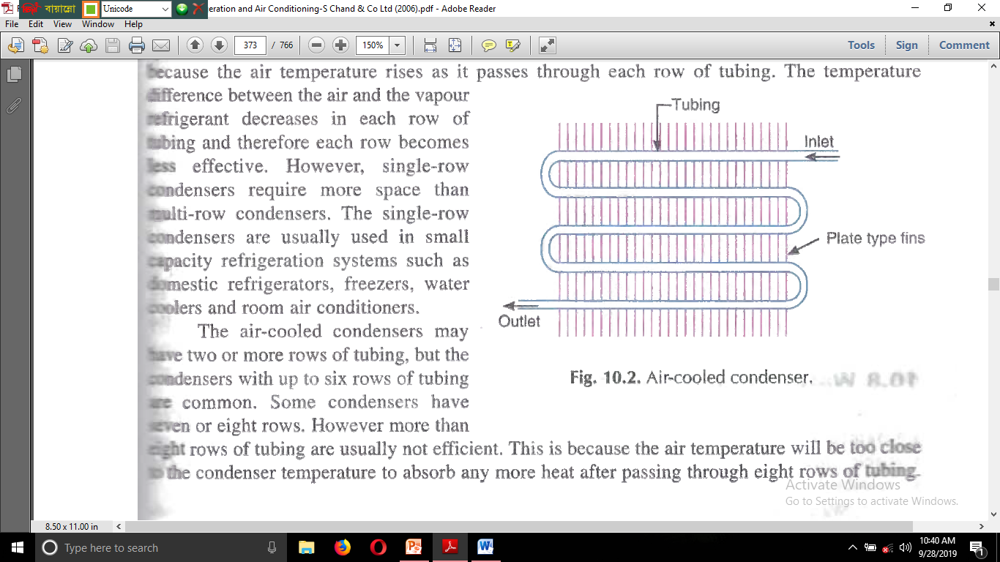 বায়ান্নো
Unicode
eration and Air Conditioning-S Chand & Co Ltd (2006).pdf - Adobe Reader
File Edit View Window Help
373 / 766 150% Tools Sign Comment
because the air temperature rises as it passes through each row of tubing. The temperature
difference between the air and the vapour
refrigerant decreases in each row of
tubing and therefore each row becomes
less effective. However, single-row
condensers require more space than
multi-row condensers. The single-row
condensers are usually used in small
capacity refrigeration systems such as
domestic refrigerators, freezers, water
coolers and room air conditioners.
The air-cooled condensers may
have two or more rows of tubing, but the
condensers with up to six rows of tubing
are common. Some condensers have
seven or eight rows. However more than
Tubing
Inlet
Plate type fins
Outlet
Fig. 10.2. Air-cooled condenser.
eight rows of tubing are usually not efficient. This is because the air temperature will be too close
to the condenser temperature to absorb any more heat after passing through eight rows of tubing.
Activate Windows
Go to Settings to activate Windows.
8.50 x 11.00 in
Type here to search
10:40 AM
9/28/2019
1